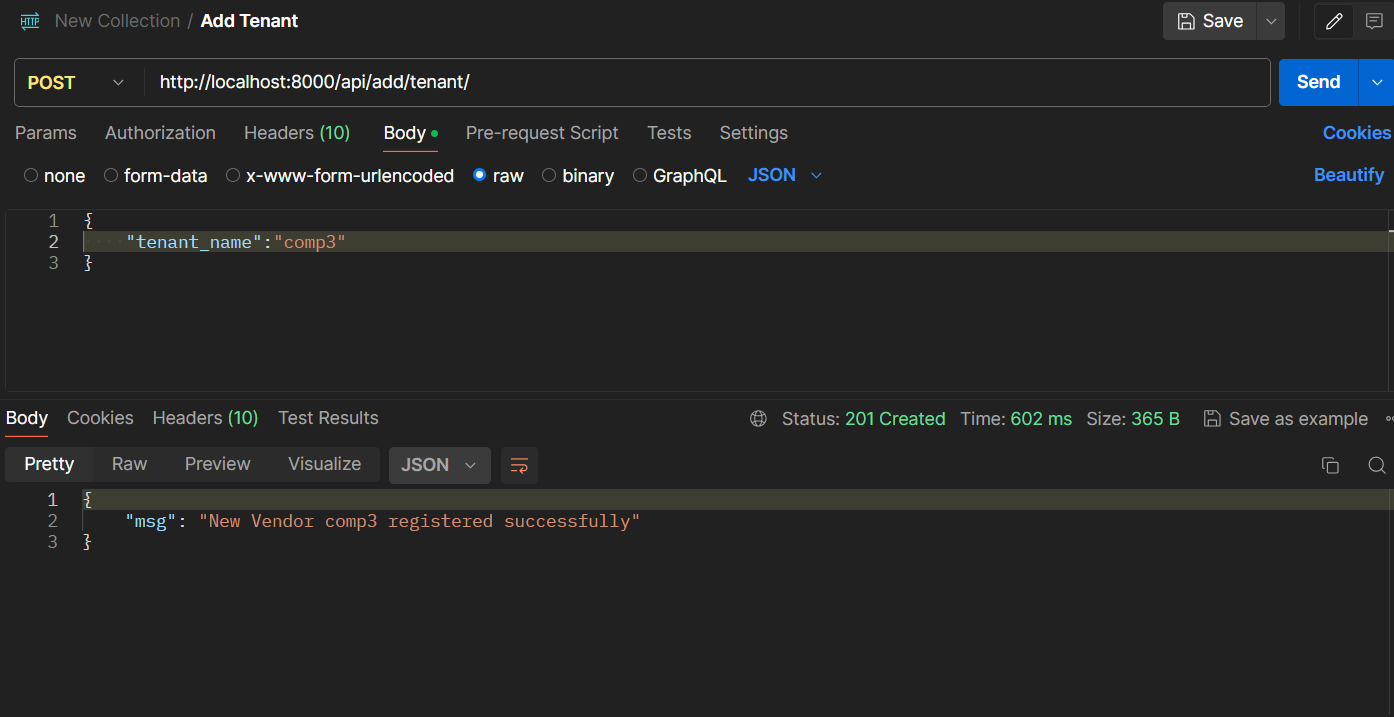 HTTP New Collection / Add Tenant Save
POST http://localhost:8000/api/add/tenant/ Send
Params Authorization Headers (10) Body Pre-request Script Tests Settings Cookies
none form-data x-www-form-urlencoded raw binary GraphQL JSON Beautify
1 {
2 "tenant_name":"comp3"
3 }
Body Cookies Headers (10) Test Results Status: 201 Created Time: 602 ms Size: 365 B Save as example
Pretty Raw Preview Visualize JSON
1 {
2 "msg": "New Vendor comp3 registered successfully"
3 }